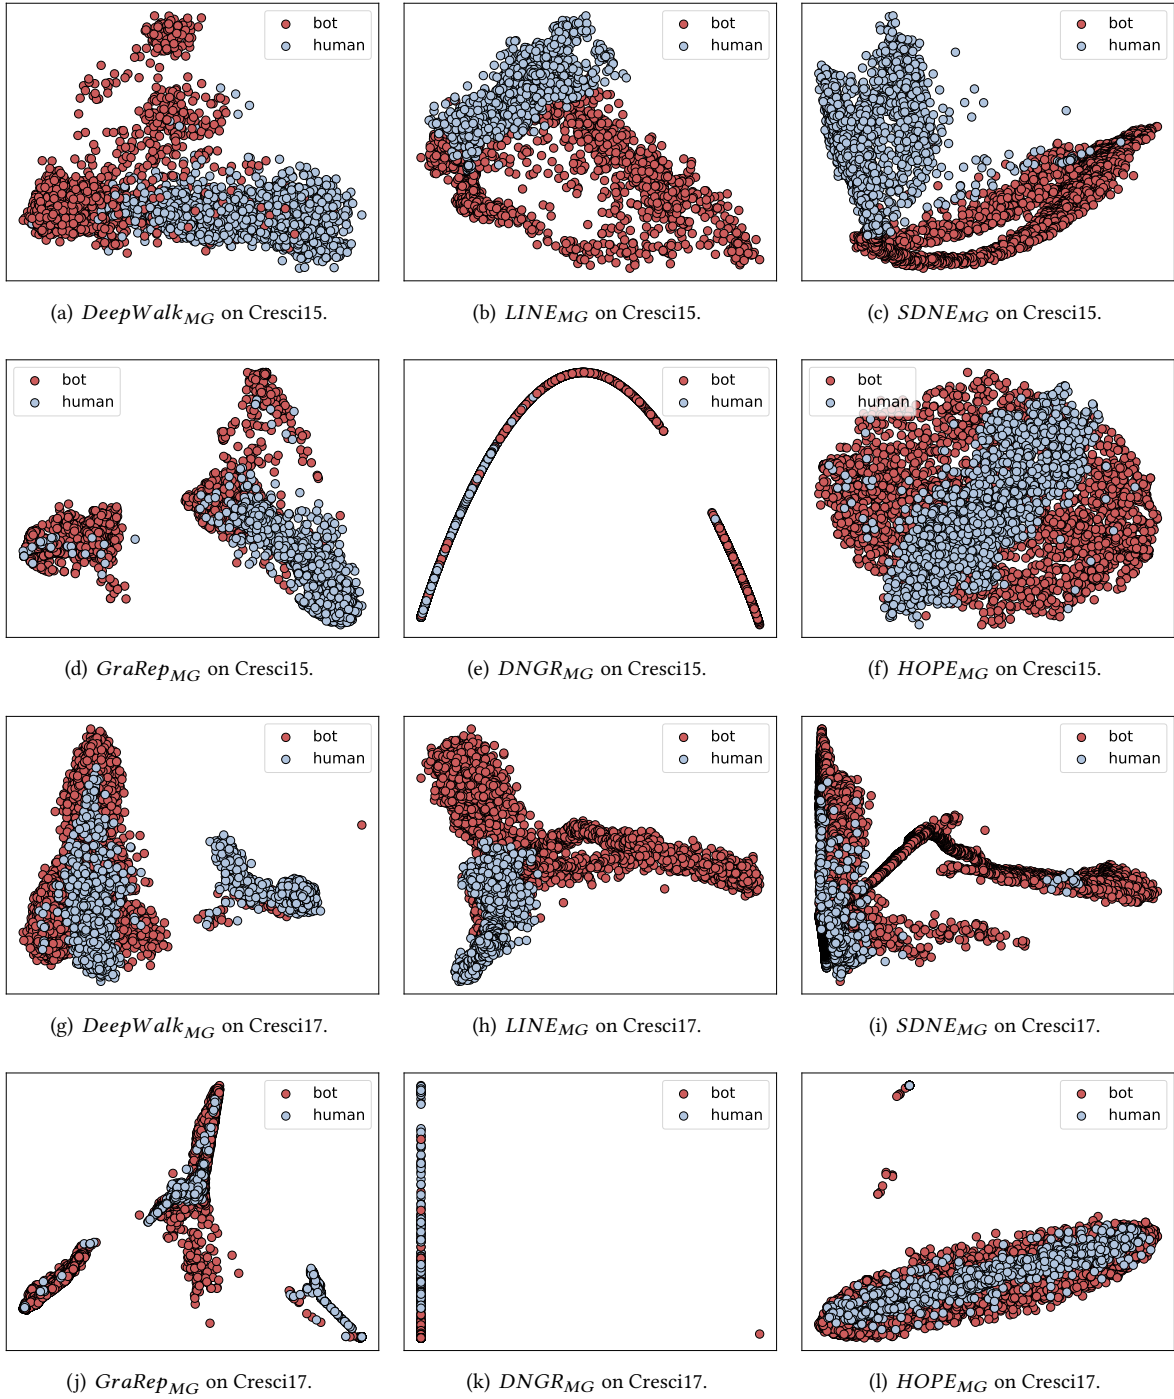 bot
human
bot
human
bot
human
(a) DeepWalk_MG on Cresci15.
(b) LINE_MG on Cresci15.
(c) SDNE_MG on Cresci15.
bot
human
bot
human
bot
human
(d) GraRep_MG on Cresci15.
(e) DNGR_MG on Cresci15.
(f) HOPE_MG on Cresci15.
bot
human
bot
human
bot
human
(g) DeepWalk_MG on Cresci17.
(h) LINE_MG on Cresci17.
(i) SDNE_MG on Cresci17.
bot
human
bot
human
bot
human
(j) GraRep_MG on Cresci17.
(k) DNGR_MG on Cresci17.
(l) HOPE_MG on Cresci17.